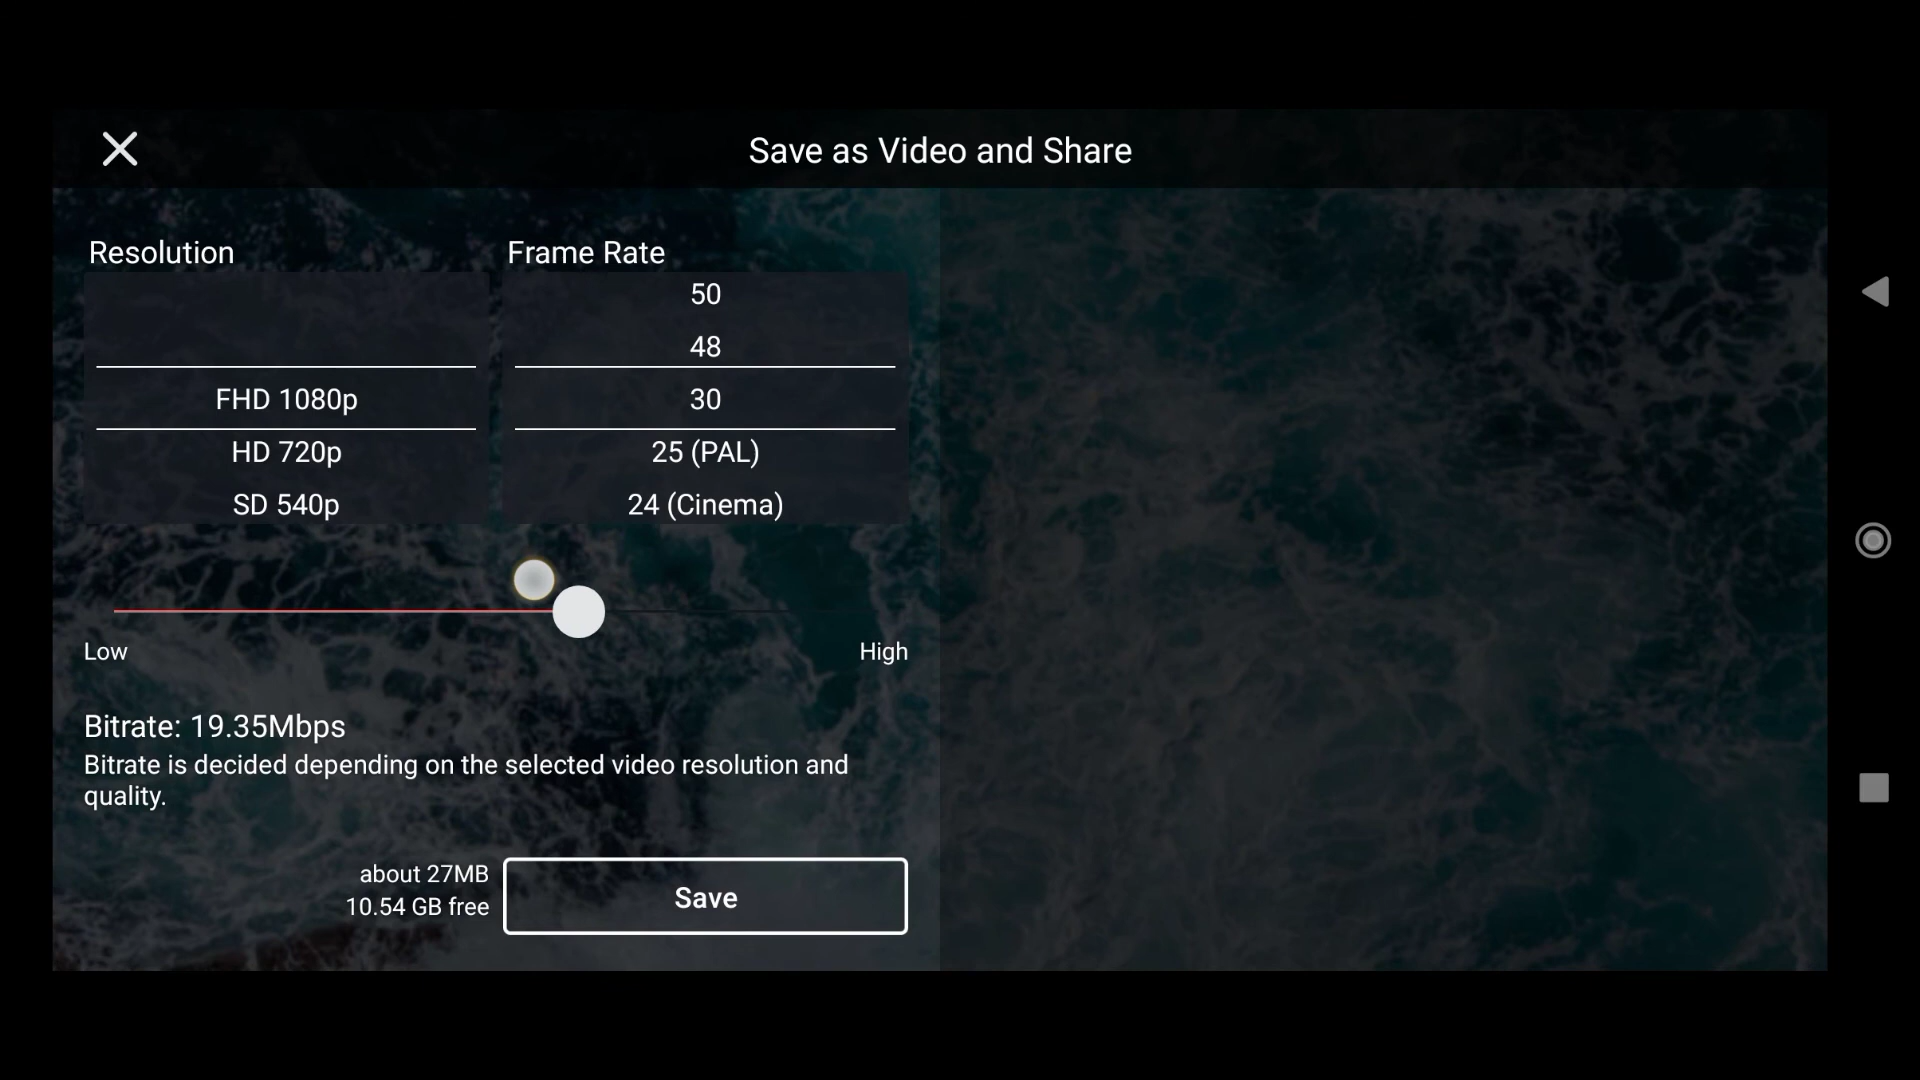 Save as Video and Share
Resolution
Frame Rate
50
48
FHD 1080p
30
HD 720p
25 (PAL)
SD 540p
24 (Cinema)
Low
High
Bitrate: 19.35Mbps
Bitrate is decided depending on the selected video resolution and
quality.
about 27MB
10.54 GB free
Save